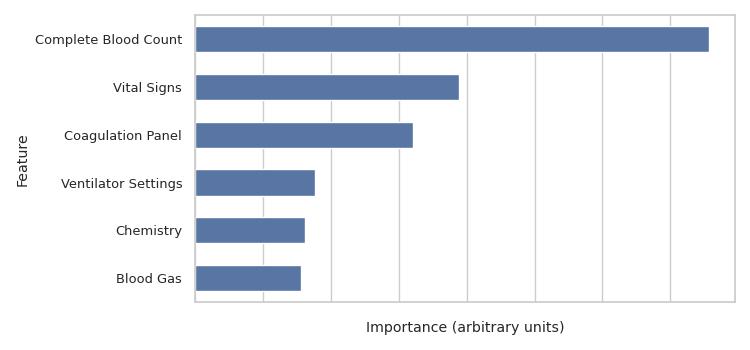 Complete Blood Count
Vital Signs
Coagulation Panel
Ventilator Settings
Chemistry
Blood Gas
Feature
Importance (arbitrary units)